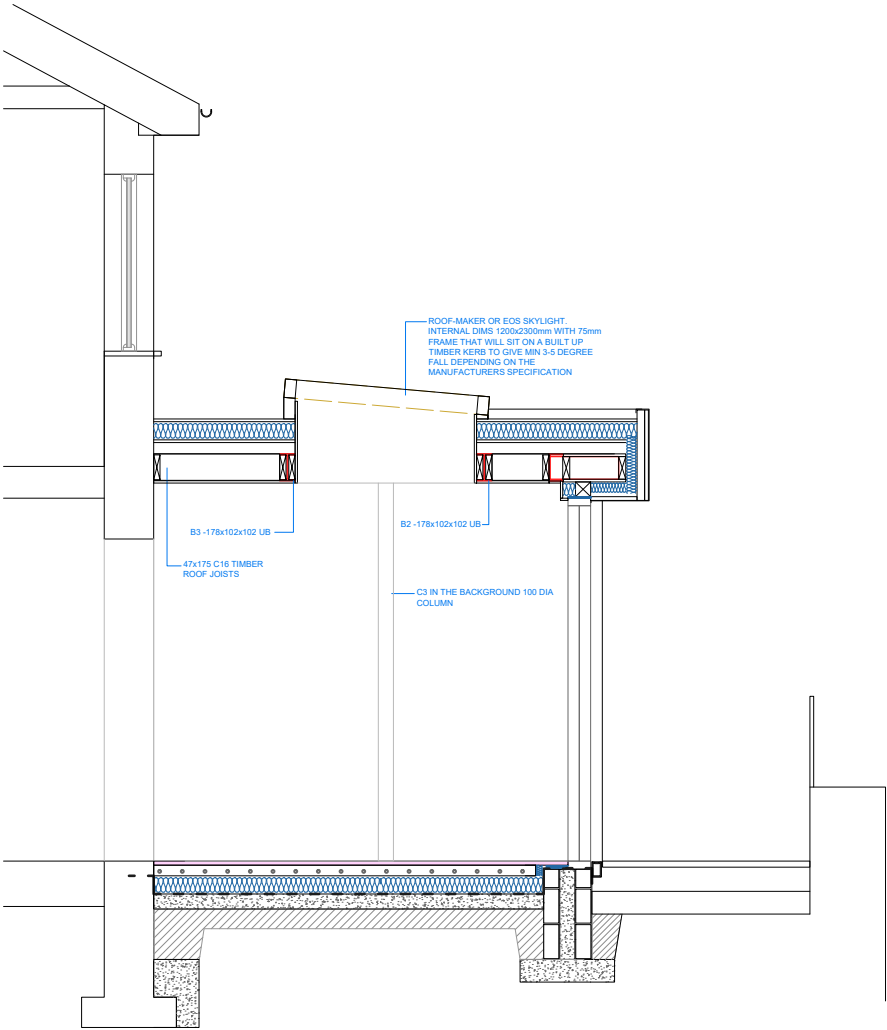 ROOF-MAKER OR EOS SKYLIGHT.
INTERNAL DIMS 1200x2300mm WITH 75mm
FRAME THAT WILL SIT ON A BUILT UP
TIMBER KERB TO GIVE MIN 3-5 DEGREE
FALL DEPENDING ON THE
MANUFACTURERS SPECIFICATION
B3 -178x102x102 UB
B2 -178x102x102 UB
47x175 C16 TIMBER
ROOF JOISTS
C3 IN THE BACKGROUND 100 DIA
COLUMN